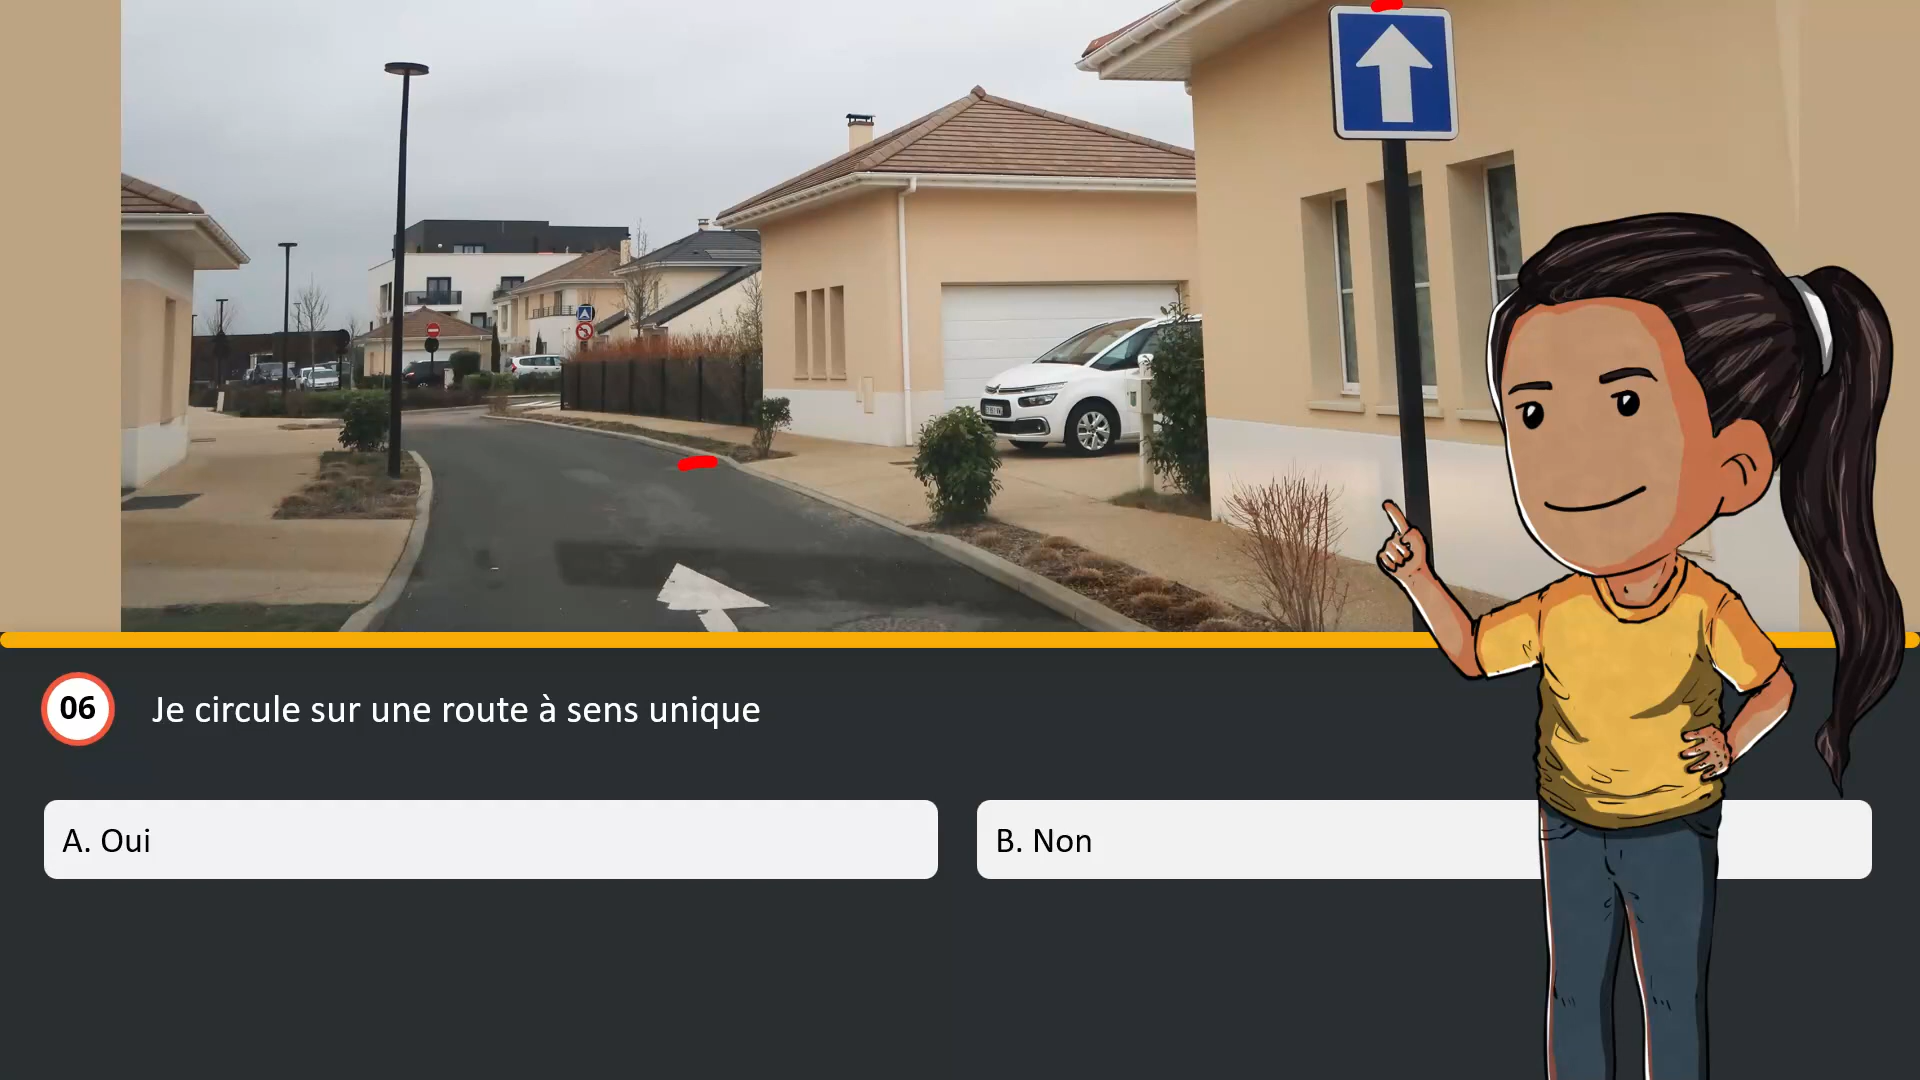 06
Je circule sur une route à sens unique
A. Oui
B. Non